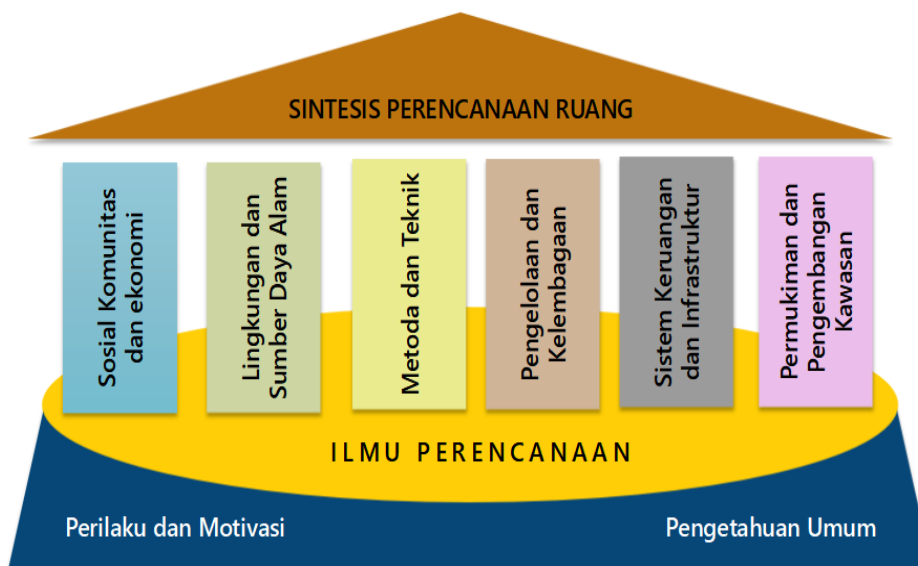 SINTESIS PERENCANAAN RUANG
Sosial Komunitas
dan ekonomi
Lingkungan dan
Sumber Daya Alam
Metoda dan Teknik
Pengelolaan dan
Kelembagaan
Sistem Keruangan
dan Infrastruktur
Permukiman dan
Pengembangan
Kawasan
ILMU PERENCANAAN
Perilaku dan Motivasi
Pengetahuan Umum